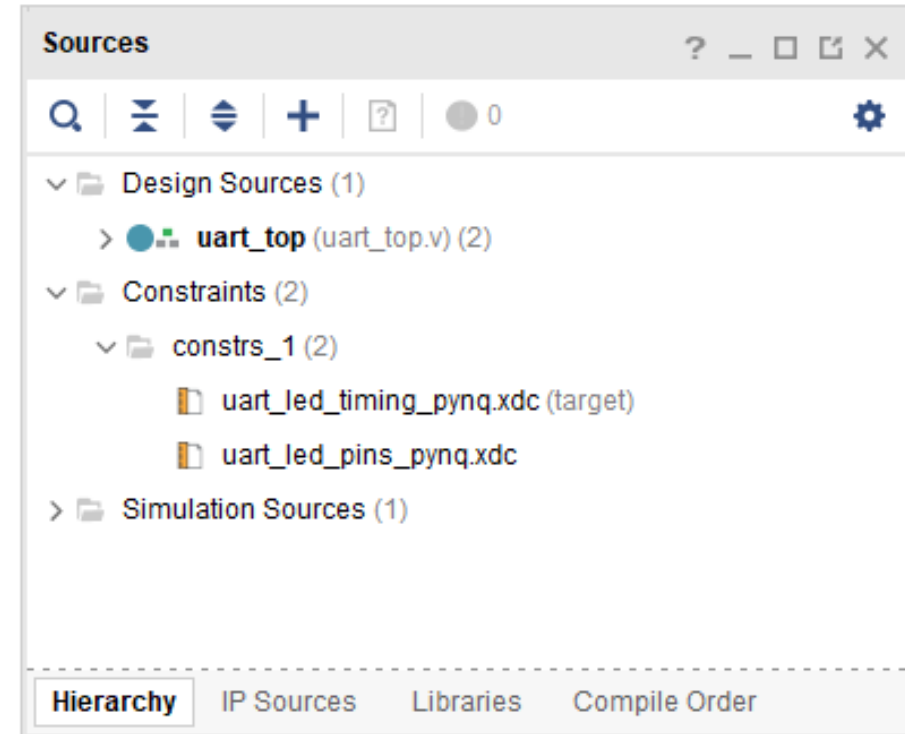 Sources
0
Design Sources (1)
uart_top (uart_top.v) (2)
Constraints (2)
constrs_1 (2)
uart_led_timing_pynq.xdc (target)
uart_led_pins_pynq.xdc
Simulation Sources (1)
Hierarchy IP Sources Libraries Compile Order